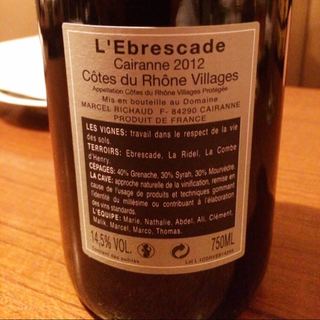 L'Ebrescade
Cairanne 2012
Côtes du Rhône Villages
Appellation Côtes du Rhône Villages Protégée
Mis en bouteille au Domaine
MARCEL RICHAUD F- 84290 CAIRANNE
PRODUIT DE FRANCE
LES VIGNES: travail dans le respect de la vie
des sols.
TERROIRS: Ebrescade, La Ridel, La Combe
d'Henry.
CÉPAGES: 40% Grenache, 30% Syrah, 30% Mourvèdre.
LA CAVE: approche naturelle de la vinification, remise en
cause de l'usage de produits et techniques gommant
l'identité du millésime ou contribuant à l'élaboration
des vins standards.
L'ÉQUIPE: Marie, Nathalie, Abdel, Ali, Clément,
Malik, Marcel, Marco, Thomas.
14,5% VOL. 750ML
des sulfites